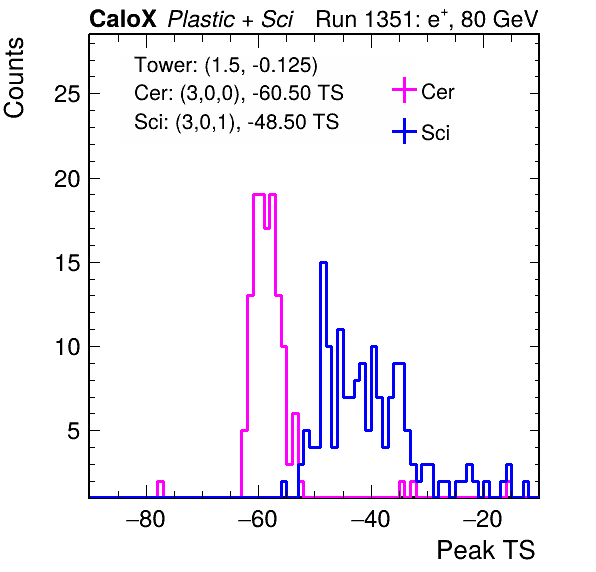 CaloX Plastic + Sci Run 1351: e+, 80 GeV
Tower: (1.5, -0.125)
Cer: (3,0,0), -60.50 TS
Sci: (3,0,1), -48.50 TS
Cer
Sci
Counts
25
20
15
10
5
−80 −60 −40 −20
Peak TS